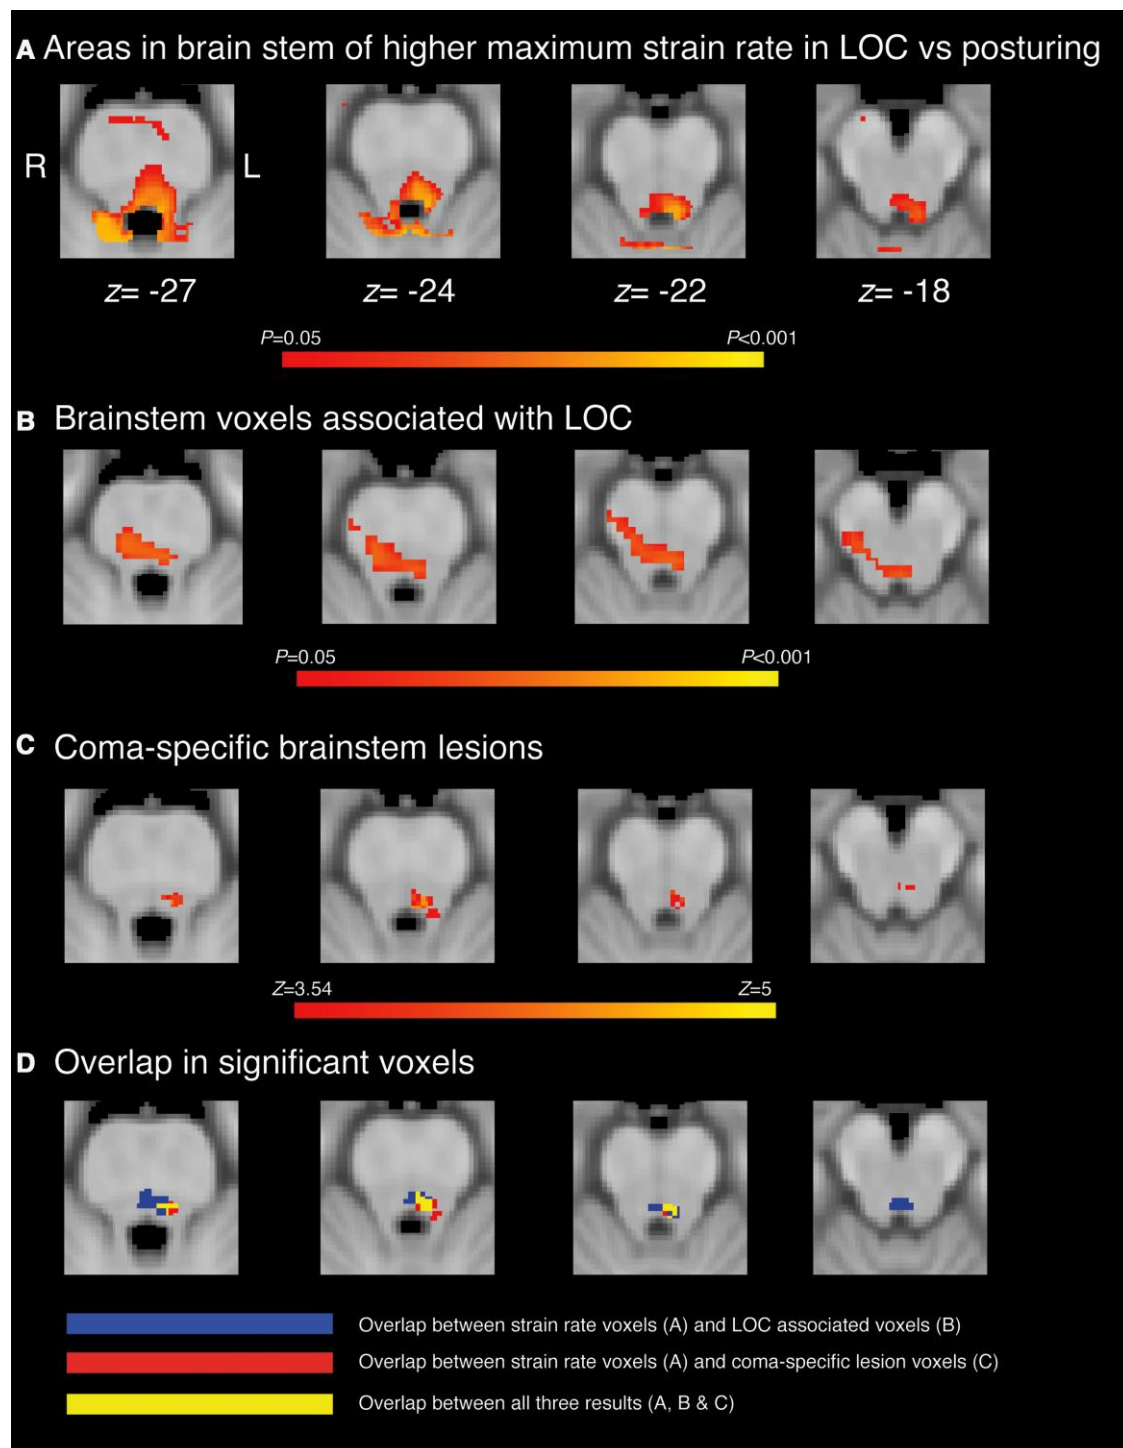 A Areas in brain stem of higher maximum strain rate in LOC vs posturing
R L
z= -27 z= -24 z= -22 z= -18
P=0.05 P<0.001
B Brainstem voxels associated with LOC
P=0.05 P<0.001
C Coma-specific brainstem lesions
Z=3.54 Z=5
D Overlap in significant voxels
Overlap between strain rate voxels (A) and LOC associated voxels (B)
Overlap between strain rate voxels (A) and coma-specific lesion voxels (C)
Overlap between all three results (A, B & C)